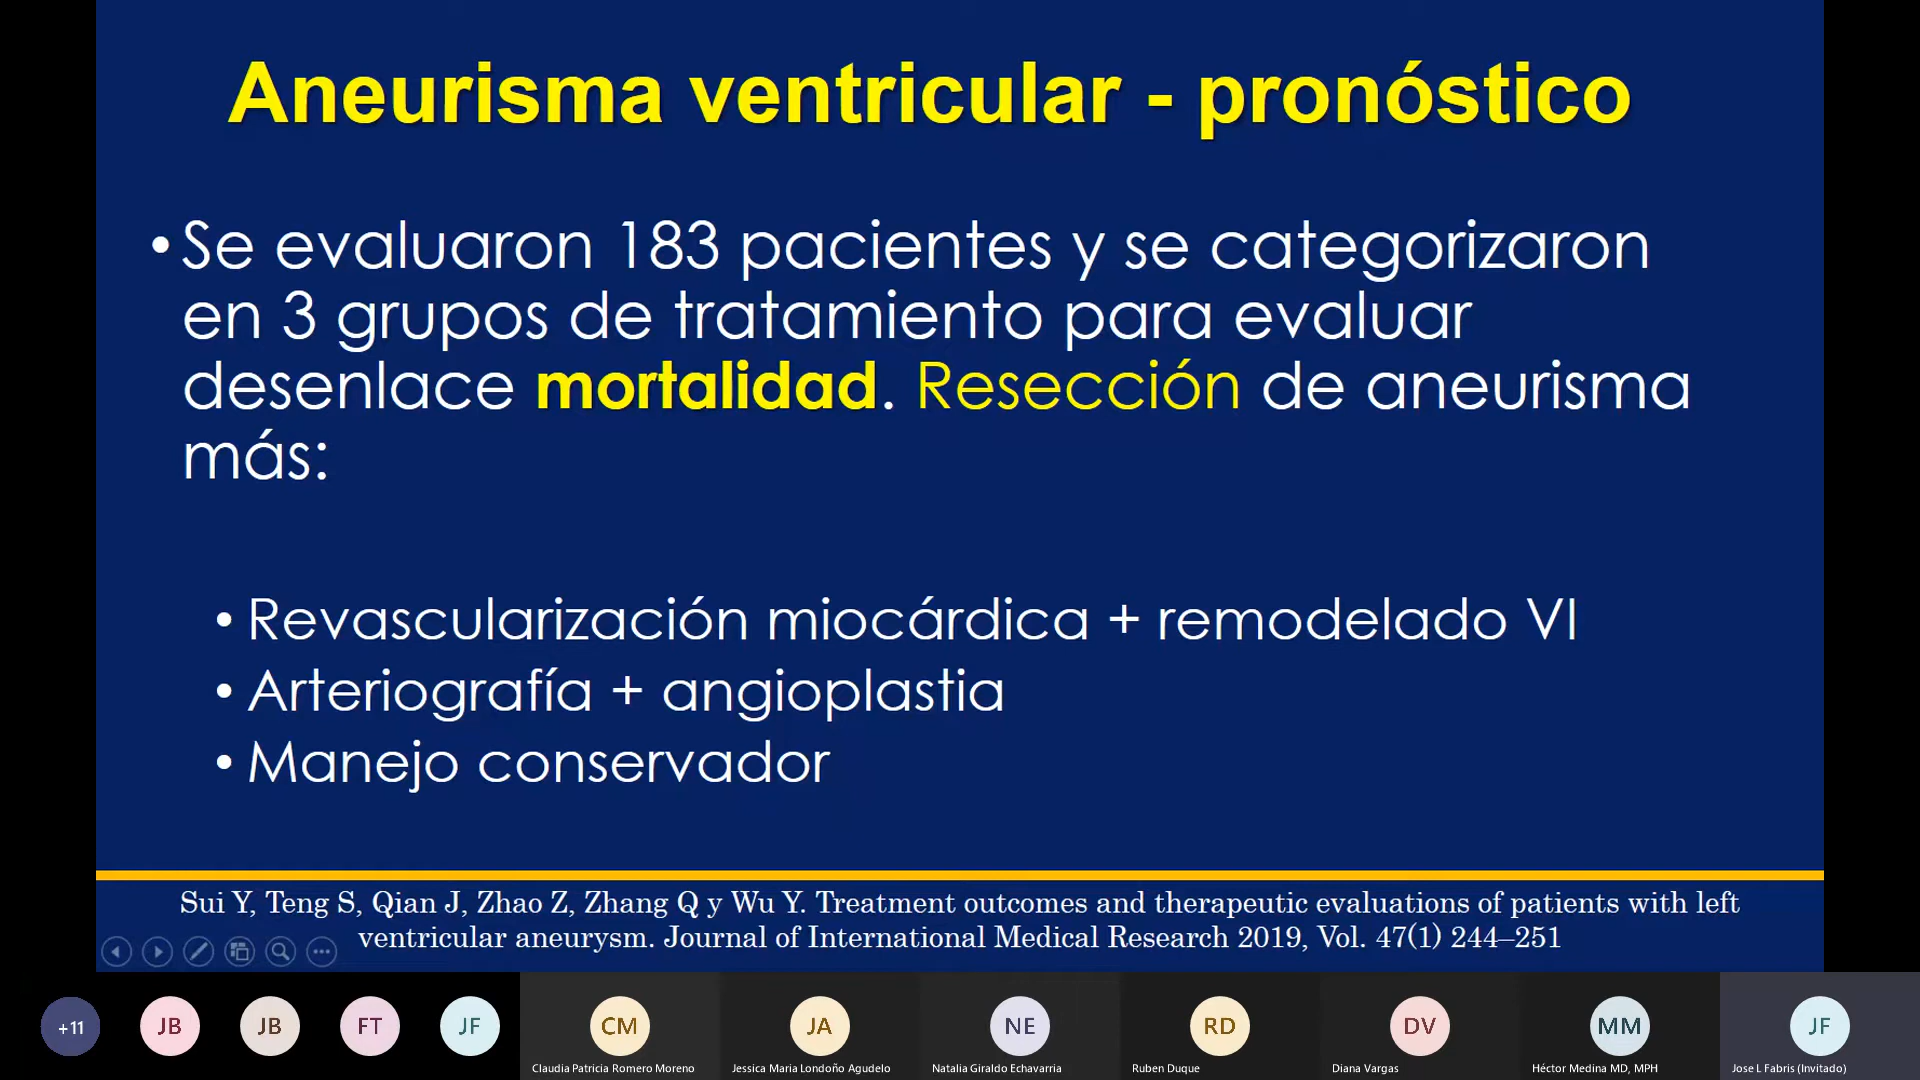 Aneurisma ventricular - pronóstico
• Se evaluaron 183 pacientes y se categorizaron
en 3 grupos de tratamiento para evaluar
desenlace mortalidad. Resección de aneurisma
más:
• Revascularización miocárdica + remodelado VI
• Arteriografía + angioplastia
• Manejo conservador
Sui Y, Teng S, Qian J, Zhao Z, Zhang Q y Wu Y. Treatment outcomes and therapeutic evaluations of patients with left
ventricular aneurysm. Journal of International Medical Research 2019, Vol. 47(1) 244–251
+11 JB JB FT JF CM JA NE RD DV MM JF
Claudia Patricia Romero Moreno Jessica Maria Londoño Agudelo Natalia Giraldo Echavarria Ruben Duque Diana Vargas Héctor Medina MD, MPH Jose L Fabris (Invitado)